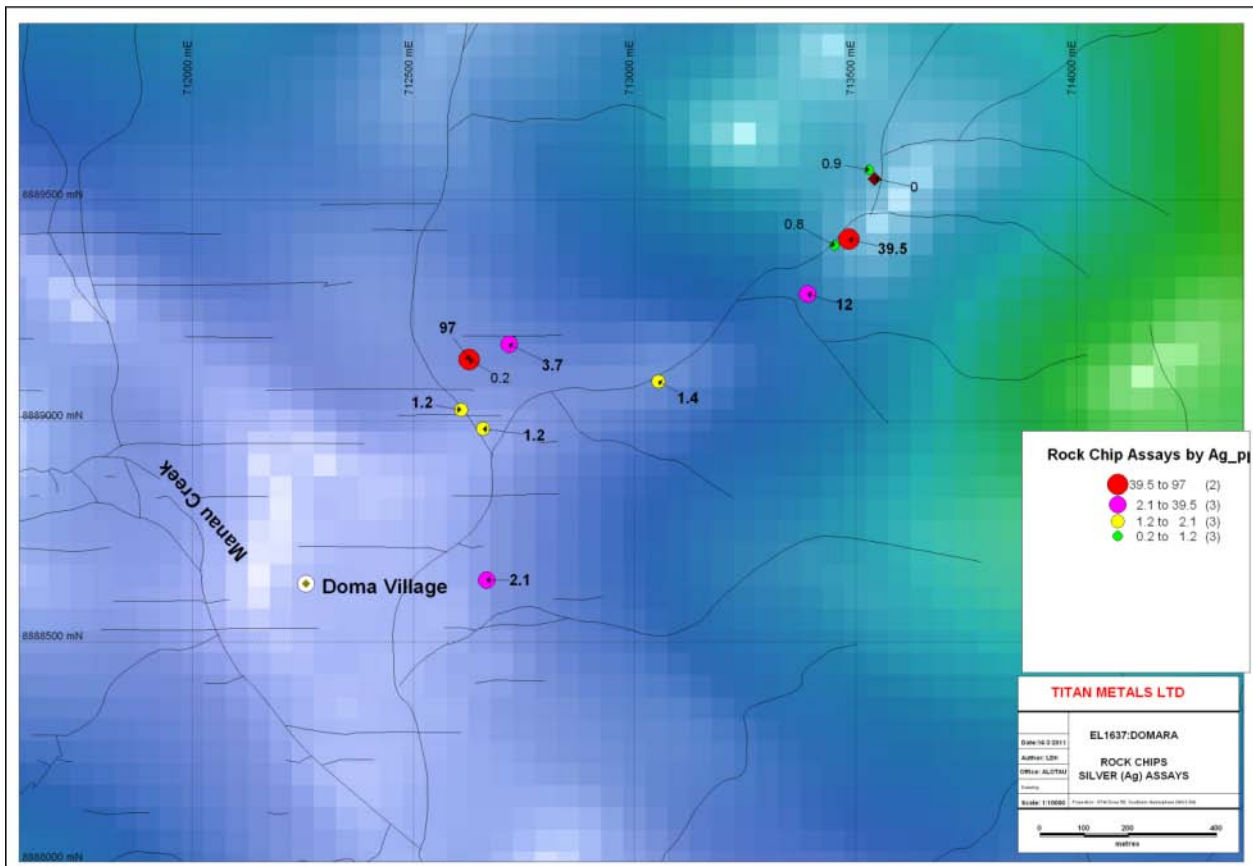 712000 mE
712500 mE
713000 mE
713500 mE
714000 mE
0.9
0
8889500 mN
0.8
39.5
12
97
3.7
0.2
1.4
1.2
8889000 mN
1.2
Rock Chip Assays by Ag_pp
39.5 to 97 (2)
2.1 to 39.5 (3)
1.2 to 2.1 (3)
0.2 to 1.2 (3)
Manau Creek
Doma Village
2.1
8888500 mN
TITAN METALS LTD
EL1637:DOMARA
Author: LDH
Office: ALOTAU
ROCK CHIPS
SILVER (Ag) ASSAYS
Scale: 1:10000
0 100 200 400
metres
8888000 mN